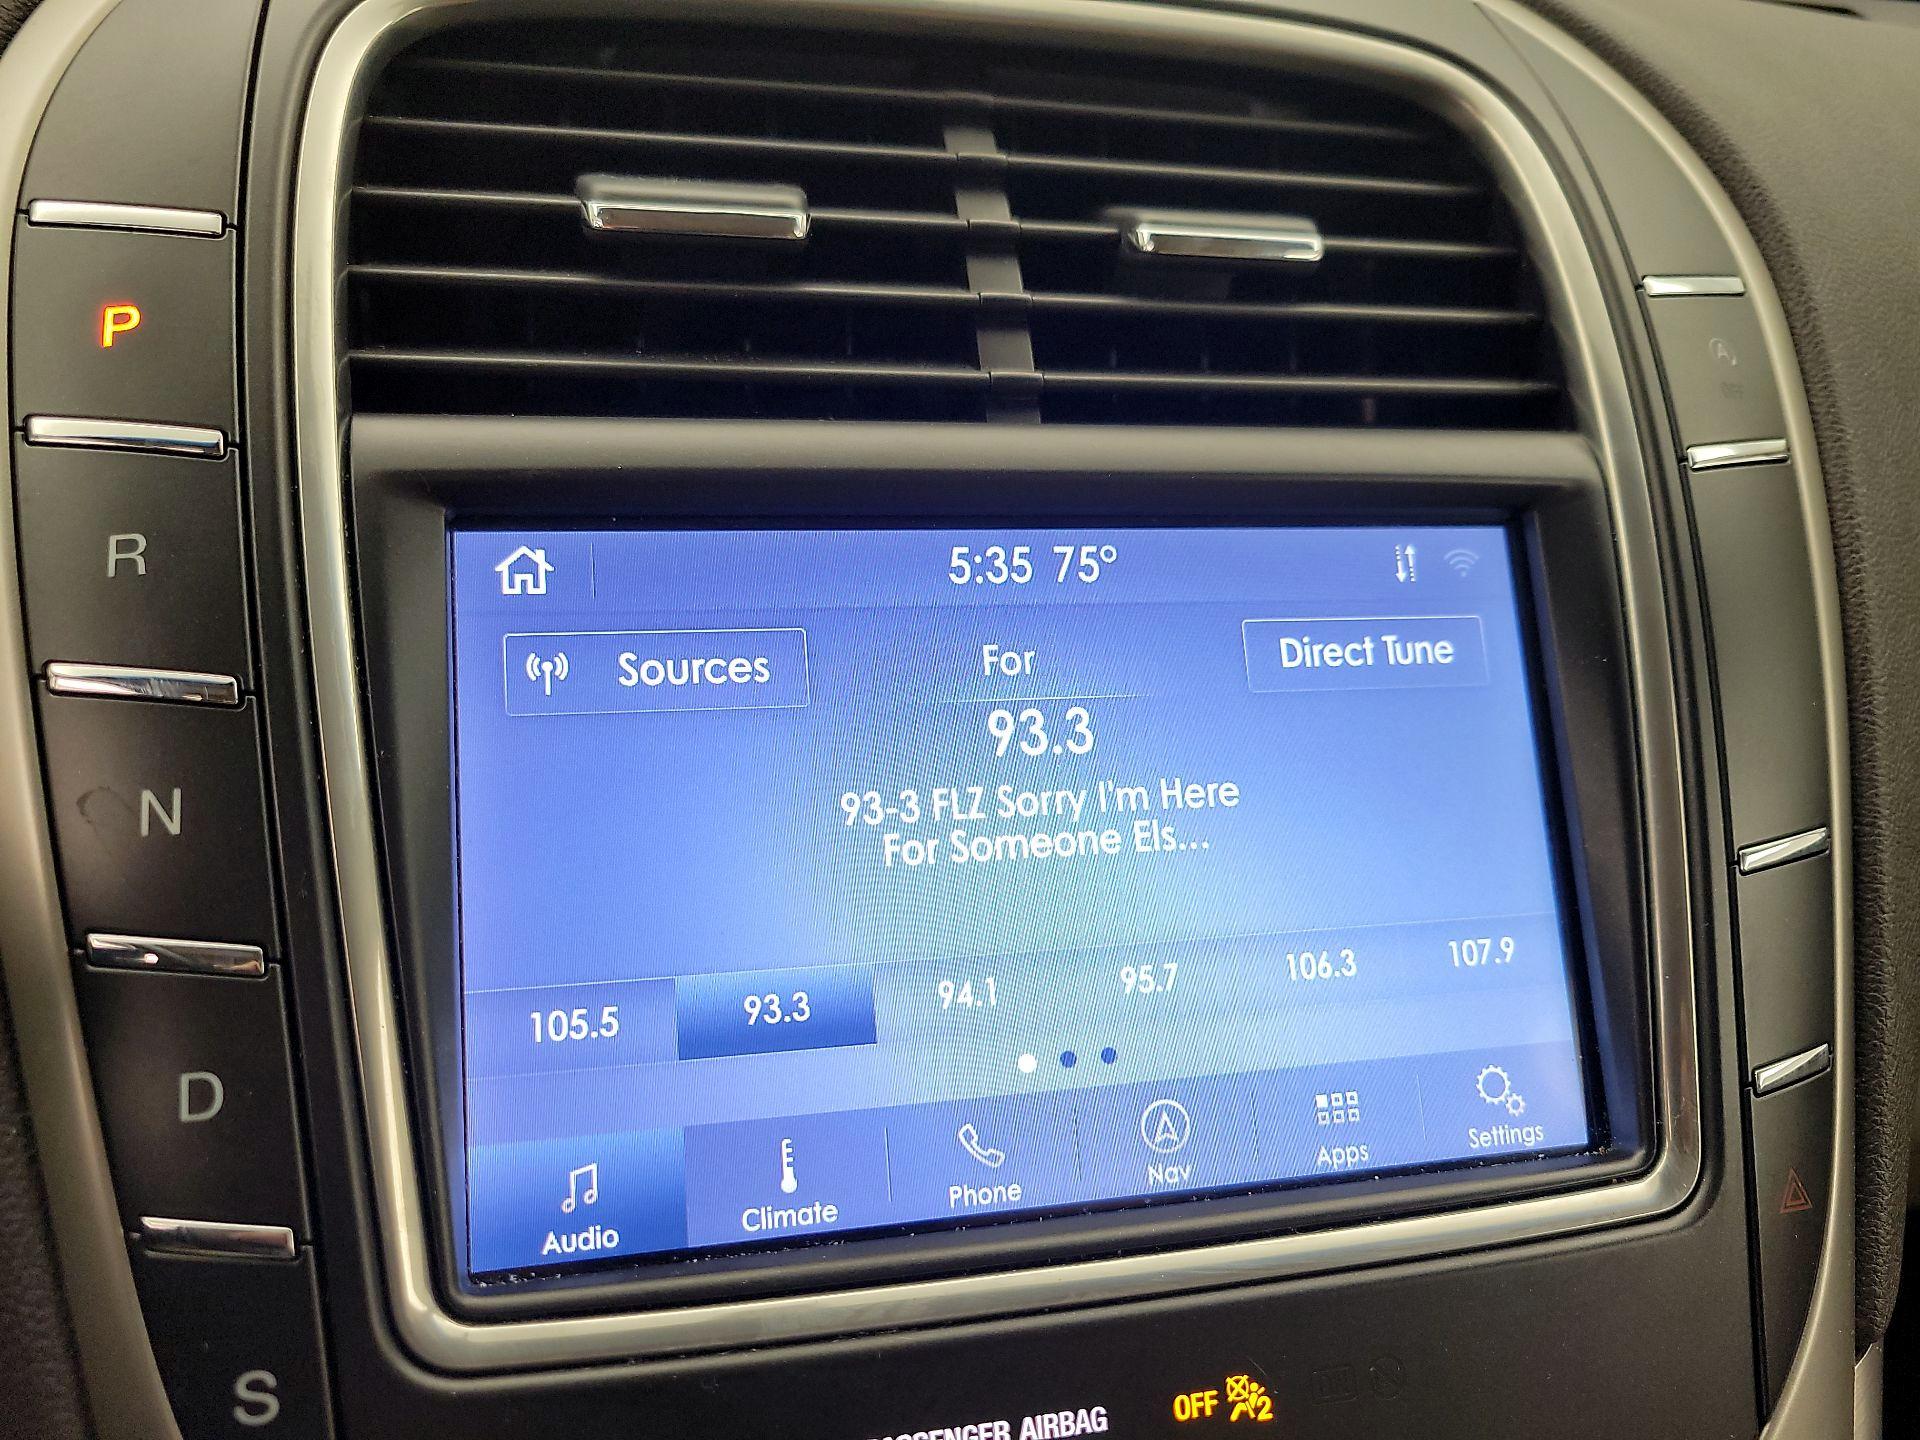 P
R
N
D
S
5:35 75°
Sources
For
Direct Tune
93.3
93-3 FLZ Sorry I'm Here
For Someone Els...
105.5 93.3 94.1 95.7 106.3 107.9
Audio Climate Phone Nav Apps Settings
PASSENGER AIRBAG OFF 2